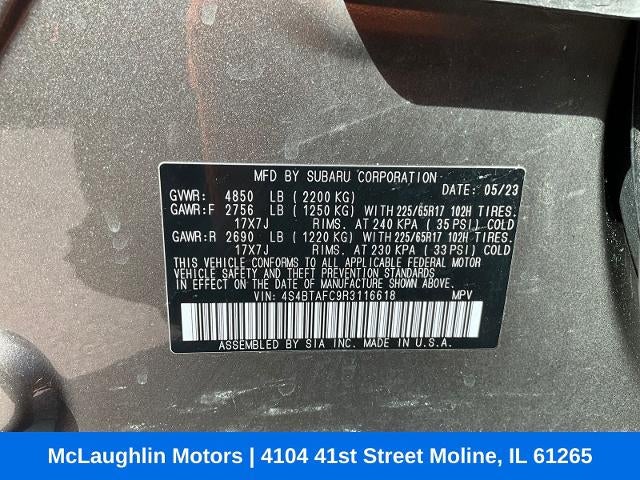 MFD BY SUBARU CORPORATION
DATE: 05/23
GVWR: 4850 LB (2200 KG)
GAWR:F 2756 LB (1250 KG) WITH 225/65R17 102H TIRES.
17X7J RIMS. AT 240 KPA (35 PSI) COLD
GAWR:R 2690 LB (1220 KG) WITH 225/65R17 102H TIRES.
17X7J RIMS. AT 230 KPA (33 PSI) COLD
THIS VEHICLE CONFORMS TO ALL APPLICABLE FEDERAL MOTOR
VEHICLE SAFETY AND THEFT PREVENTION STANDARDS
IN EFFECT ON THE DATE OF MANUFACTURE SHOWN ABOVE.
VIN: 4S4BTAFC9R3116618 MPV
ASSEMBLED BY SIA INC. MADE IN U.S.A.
McLaughlin Motors | 4104 41st Street Moline, IL 61265